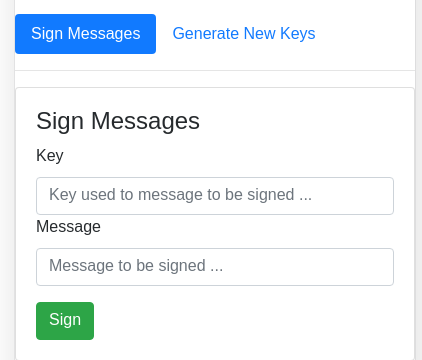 Sign Messages Generate New Keys
Sign Messages
Key
Key used to message to be signed ...
Message
Message to be signed ...
Sign